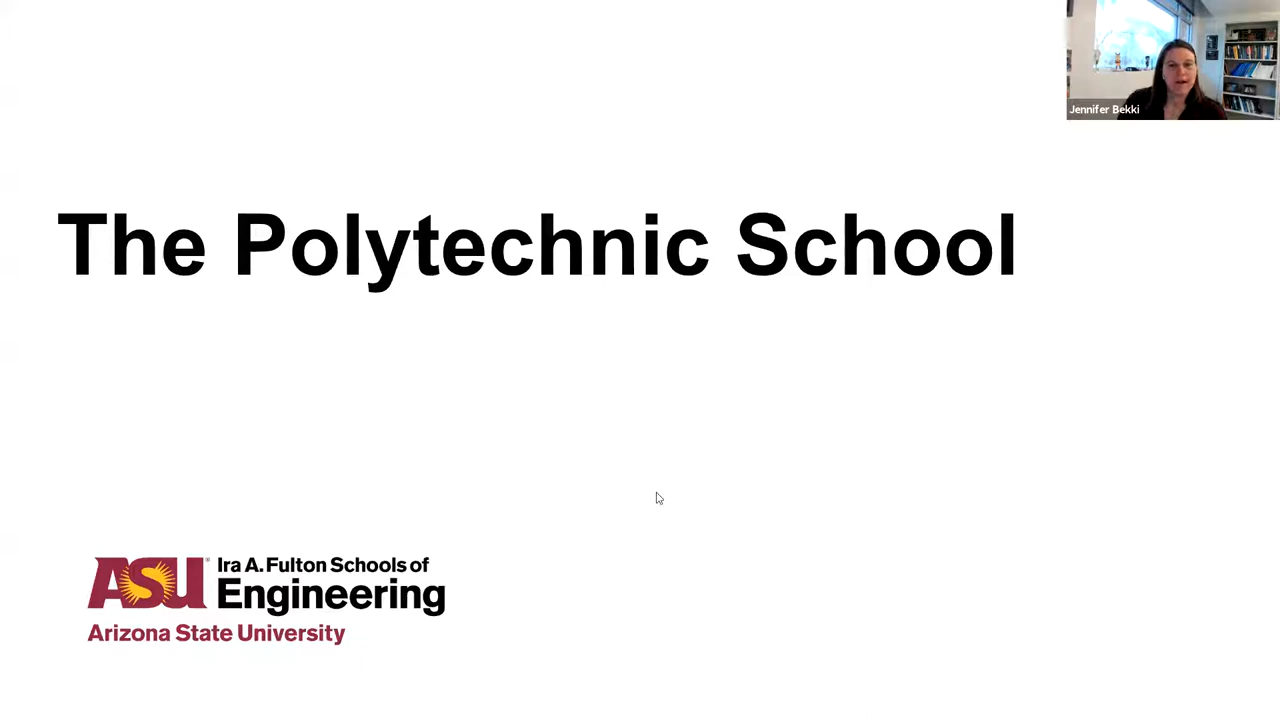 Jennifer Bekki
The Polytechnic School
ASU Ira A. Fulton Schools of
Engineering
Arizona State University